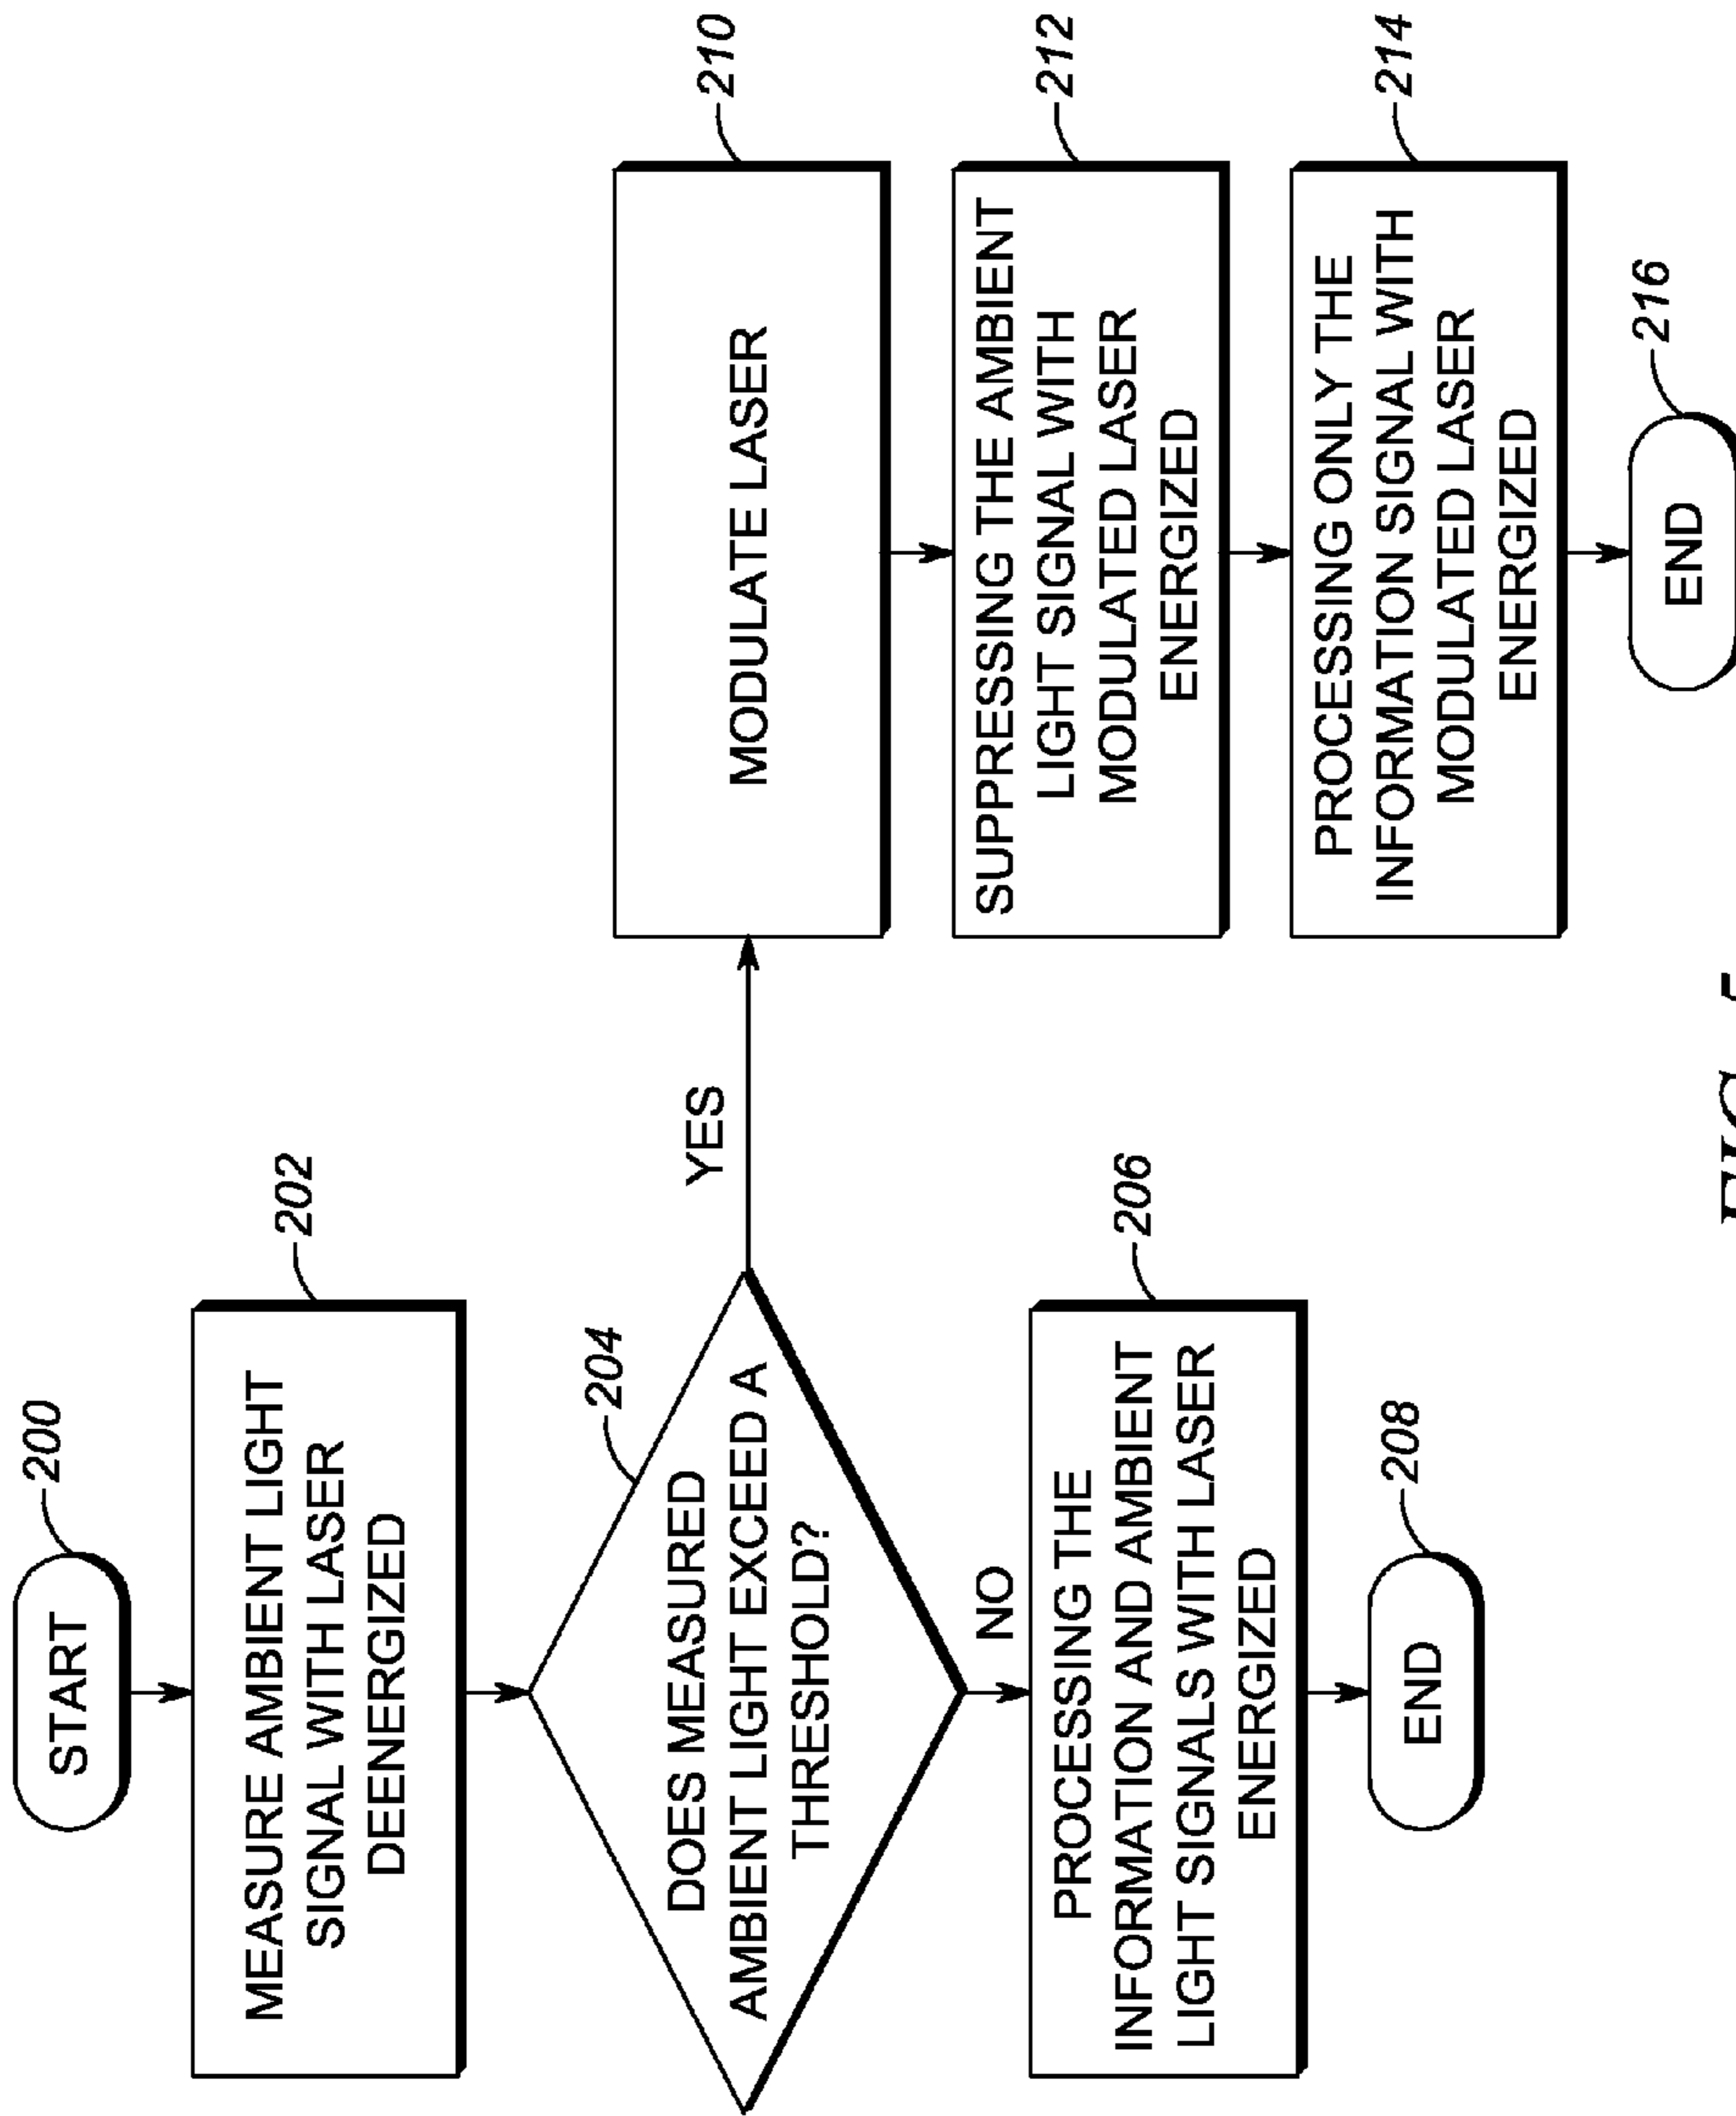 200
START
202
MEASURE AMBIENT LIGHT
SIGNAL WITH LASER
DEENERGIZED
204
DOES MEASURED
AMBIENT LIGHT EXCEED A
THRESHOLD?
YES
NO
206
PROCESSING THE
INFORMATION AND AMBIENT
LIGHT SIGNALS WITH LASER
ENERGIZED
208
END
210
MODULATE LASER
212
SUPPRESSING THE AMBIENT
LIGHT SIGNAL WITH
MODULATED LASER
ENERGIZED
214
PROCESSING ONLY THE
INFORMATION SIGNAL WITH
MODULATED LASER
ENERGIZED
216
END